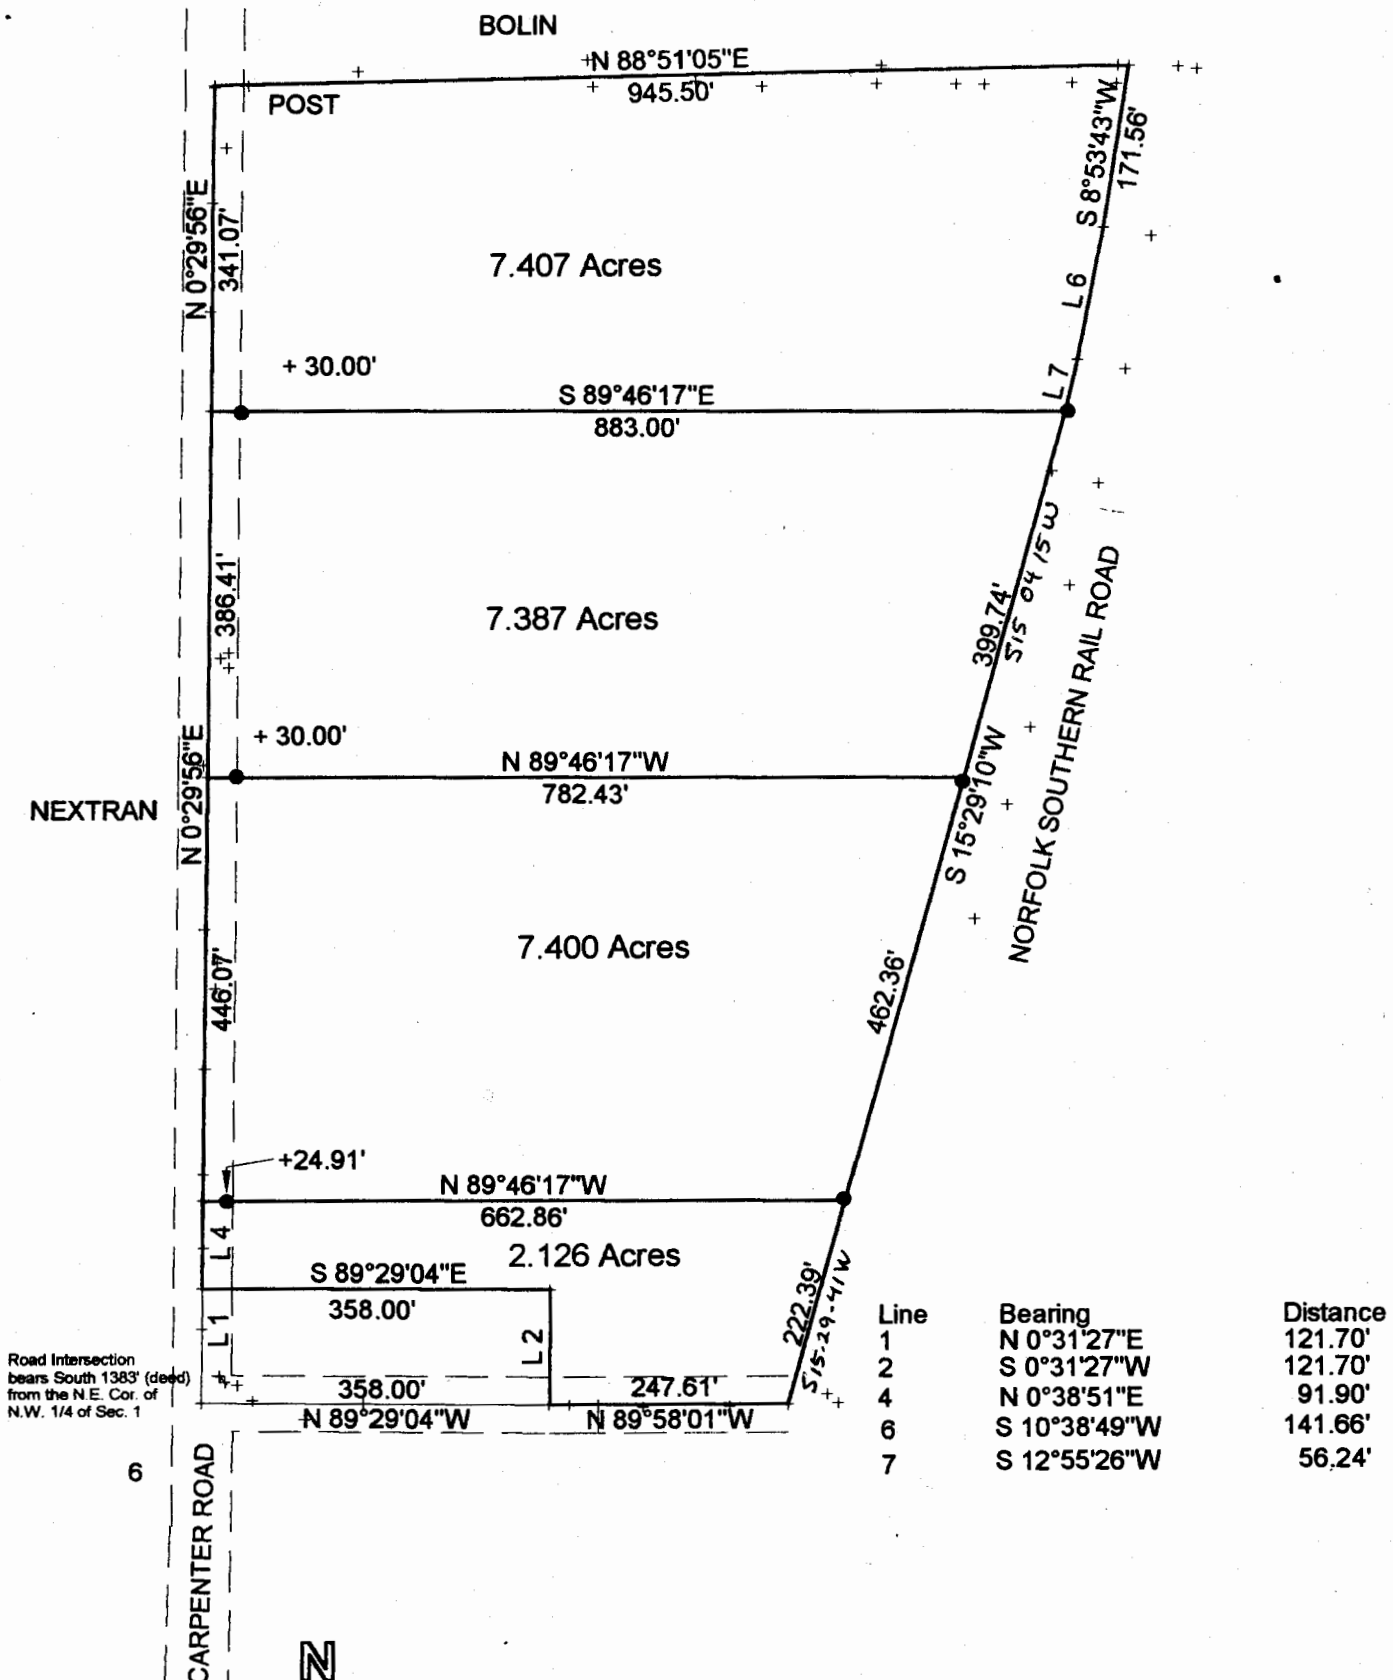 BOLIN
N 88°51'05"E
945.50'
POST
S 8°53'43"W
171.56'
N 0°29'56"E
341.07'
7.407 Acres
L 6
+ 30.00'
L 7
S 89°46'17"E
883.00'
386.41'
7.387 Acres
399.74'
S15 04 15 W
NORFOLK SOUTHERN RAIL ROAD
+ 30.00'
N 0°29'56"E
N 89°46'17"W
782.43'
S 15°29'10"W
NEXTRAN
7.400 Acres
446.07'
462.36'
+24.91'
N 89°46'17"W
662.86'
L 4
2.126 Acres
S 89°29'04"E
358.00'
222.39'
S15-29-41W
L 1
L 2
Line Bearing Distance
1 N 0°31'27"E 121.70'
2 S 0°31'27"W 121.70'
4 N 0°38'51"E 91.90'
6 S 10°38'49"W 141.66'
7 S 12°55'26"W 56.24'
Road Intersection
bears South 1383' (deed)
from the N.E. Cor. of
N.W. 1/4 of Sec. 1
358.00'
247.61'
N 89°29'04"W
N 89°58'01"W
6
CARPENTER ROAD
N